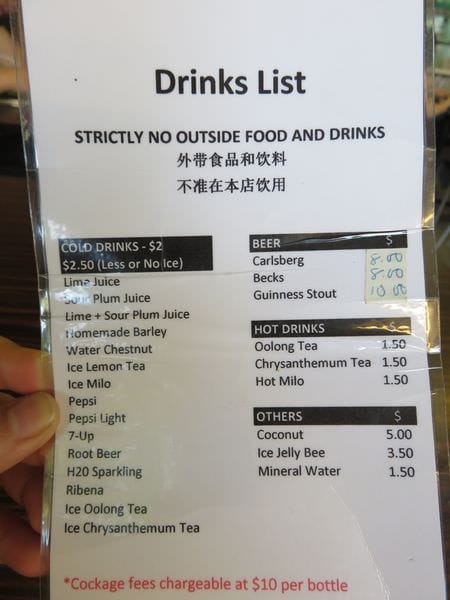 Drinks List
STRICTLY NO OUTSIDE FOOD AND DRINKS
外带食品和饮料
不准在本店饮用
COLD DRINKS - $2
$2.50 (Less or No Ice)
Lime Juice
Sour Plum Juice
Lime + Sour Plum Juice
Homemade Barley
Water Chestnut
Ice Lemon Tea
Ice Milo
Pepsi
Pepsi Light
7-Up
Root Beer
H20 Sparkling
Ribena
Ice Oolong Tea
Ice Chrysanthemum Tea
BEER $
Carlsberg 8.00
Becks 8.00
Guinness Stout 10.00
HOT DRINKS $
Oolong Tea 1.50
Chrysanthemum Tea 1.50
Hot Milo 1.50
OTHERS $
Coconut 5.00
Ice Jelly Bee 3.50
Mineral Water 1.50
*Cockage fees chargeable at $10 per bottle